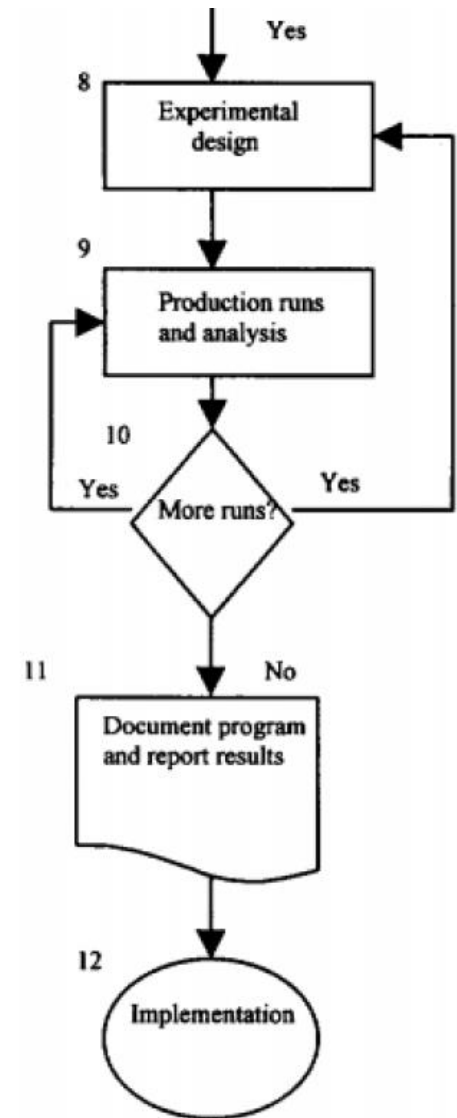 Yes
8
Experimental
design
9
Production runs
and analysis
10
Yes
More runs?
Yes
11
No
Document program
and report results
12
Implementation